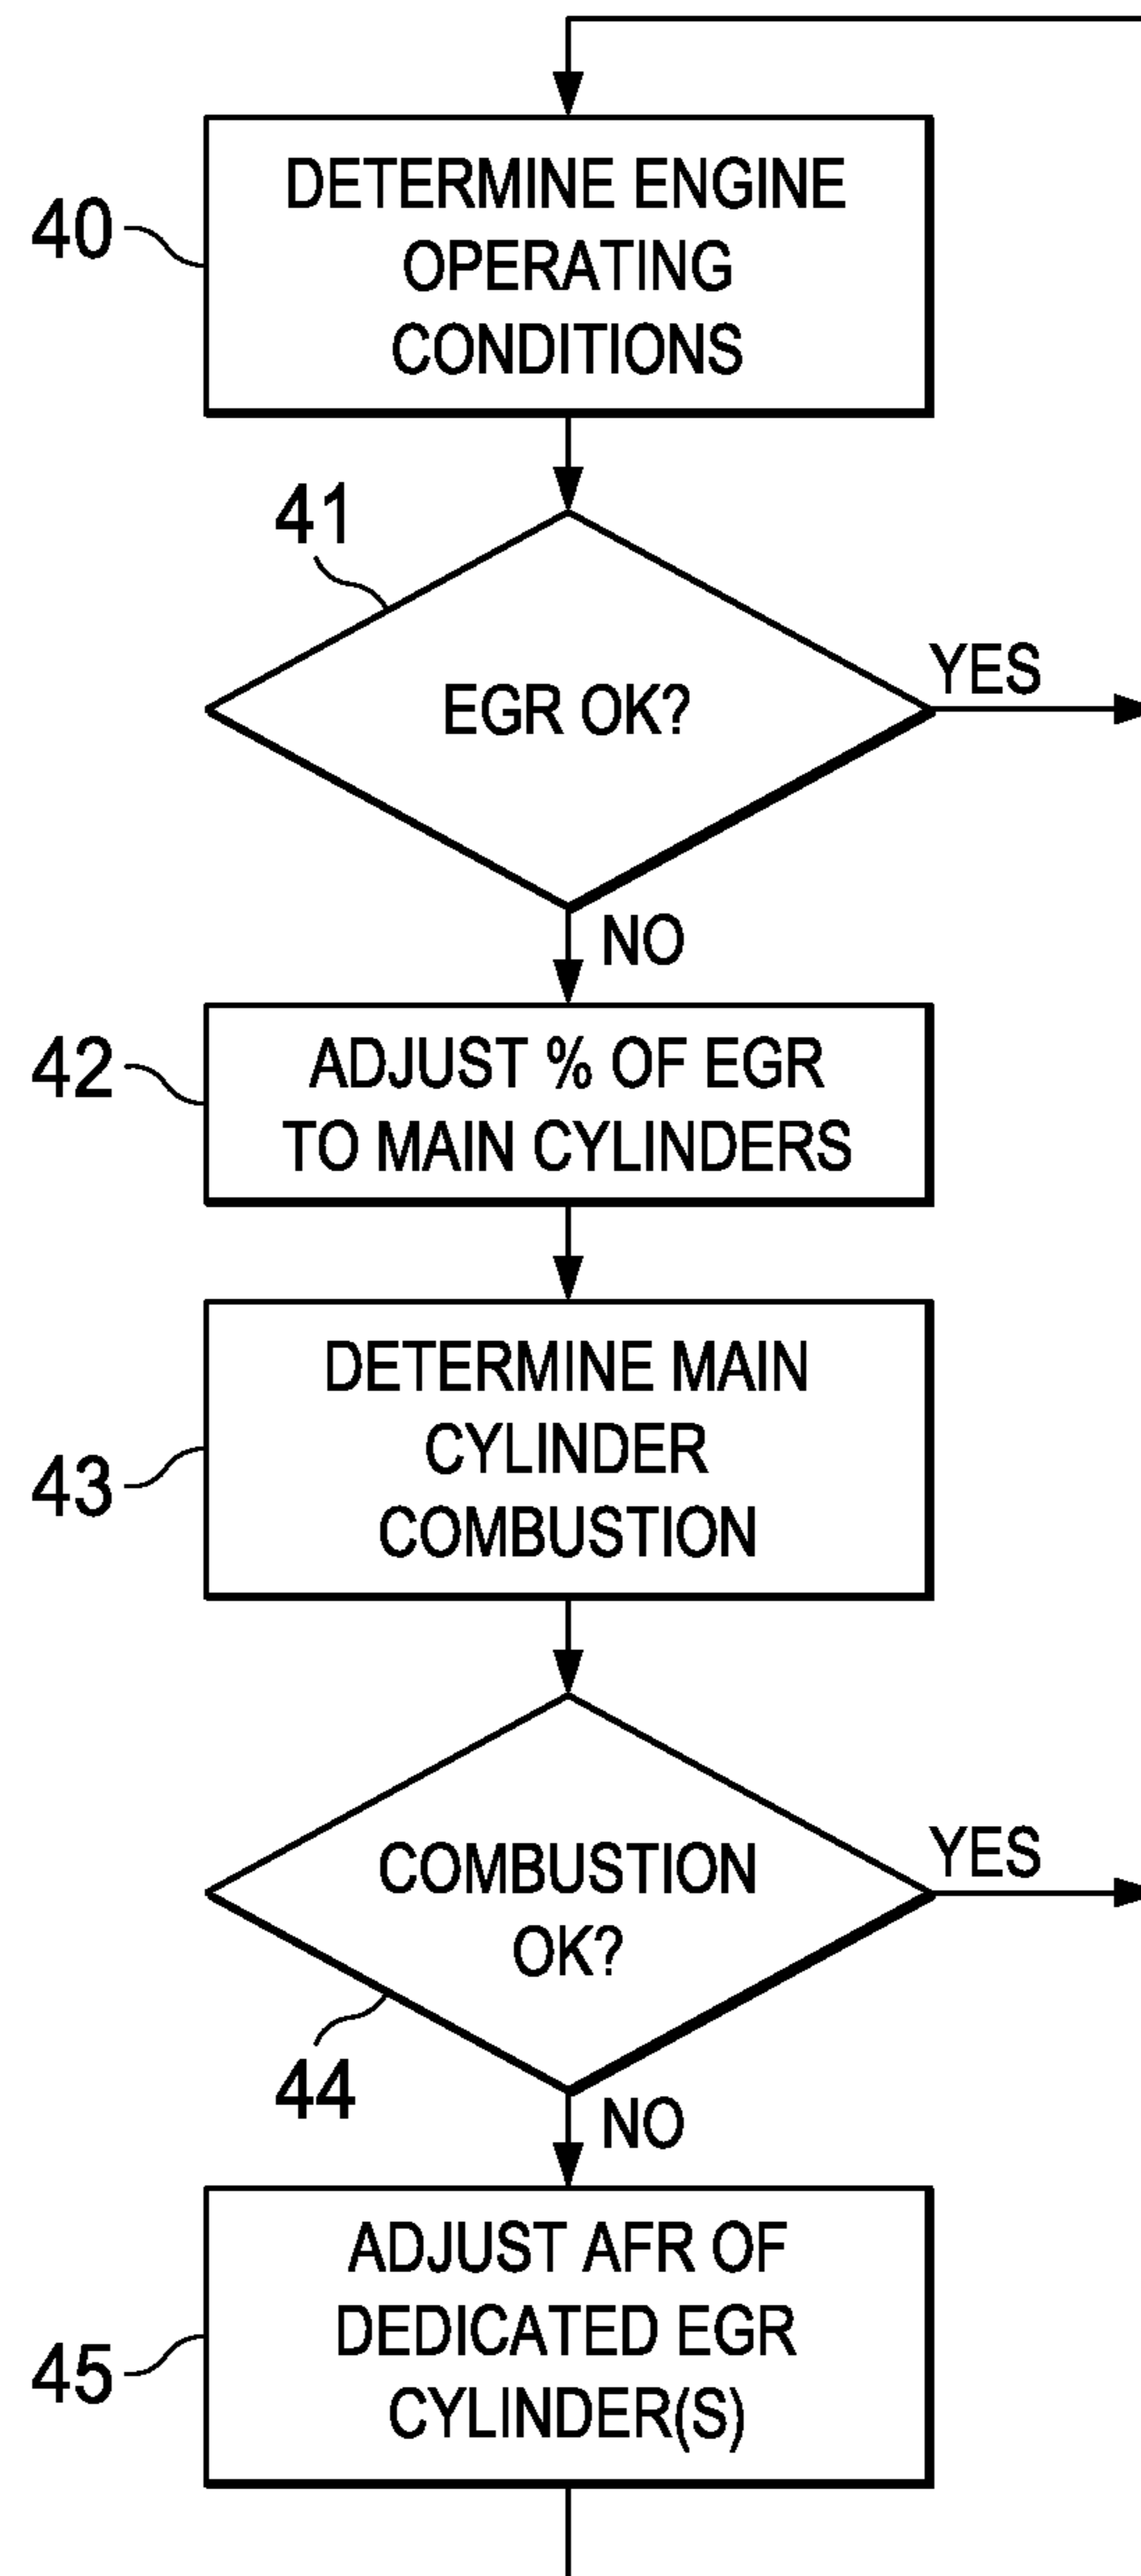 40
DETERMINE ENGINE
OPERATING
CONDITIONS
41
EGR OK?
YES
NO
42
ADJUST % OF EGR
TO MAIN CYLINDERS
43
DETERMINE MAIN
CYLINDER
COMBUSTION
COMBUSTION
OK?
YES
44
NO
45
ADJUST AFR OF
DEDICATED EGR
CYLINDER(S)